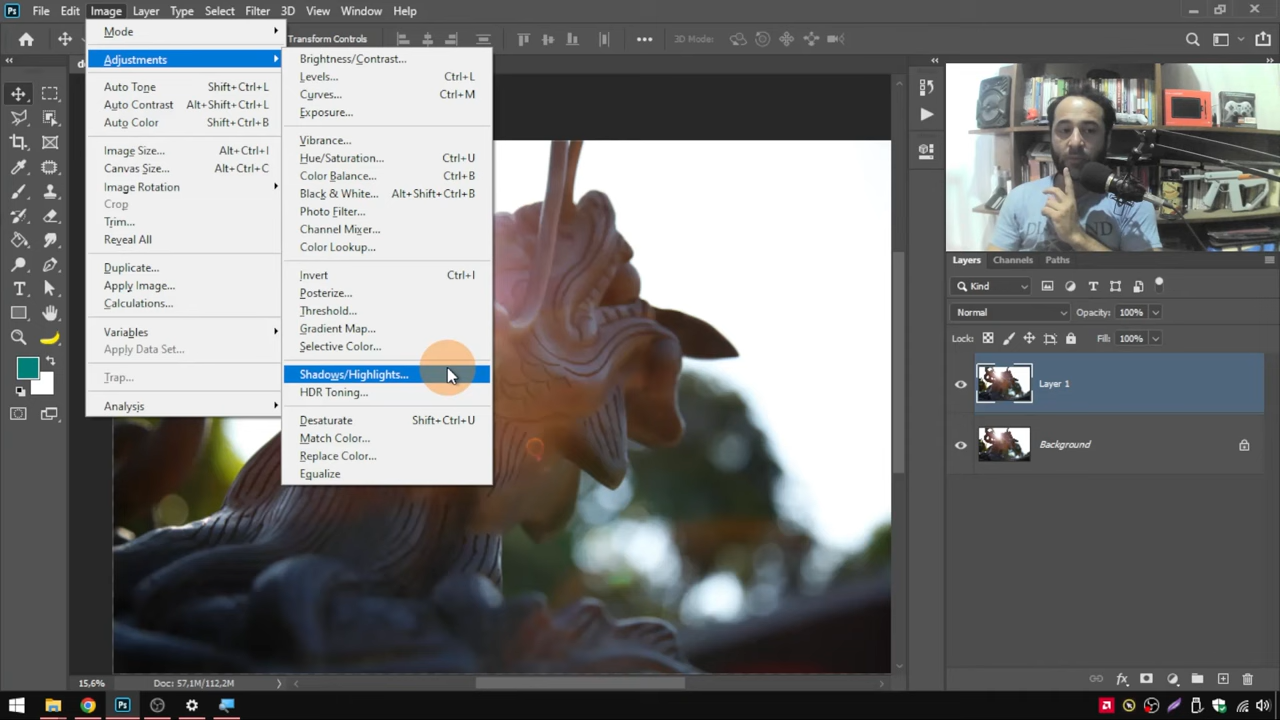 Ps File Edit Image Layer Type Select Filter 3D View Window Help
Transform Controls 3D Mode:
Mode
Adjustments
Auto Tone Shift+Ctrl+L
Auto Contrast Alt+Shift+Ctrl+L
Auto Color Shift+Ctrl+B
Image Size... Alt+Ctrl+I
Canvas Size... Alt+Ctrl+C
Image Rotation
Crop
Trim...
Reveal All
Duplicate...
Apply Image...
Calculations...
Variables
Apply Data Set...
Trap...
Analysis
Brightness/Contrast...
Levels... Ctrl+L
Curves... Ctrl+M
Exposure...
Vibrance...
Hue/Saturation... Ctrl+U
Color Balance... Ctrl+B
Black & White... Alt+Shift+Ctrl+B
Photo Filter...
Channel Mixer...
Color Lookup...
Invert Ctrl+I
Posterize...
Threshold...
Gradient Map...
Selective Color...
Shadows/Highlights...
HDR Toning...
Desaturate Shift+Ctrl+U
Match Color...
Replace Color...
Equalize
Layers Channels Paths
Kind
Normal Opacity: 100%
Lock: Fill: 100%
Layer 1
Background
15,6% Doc: 57,1M/112,2M
Ps